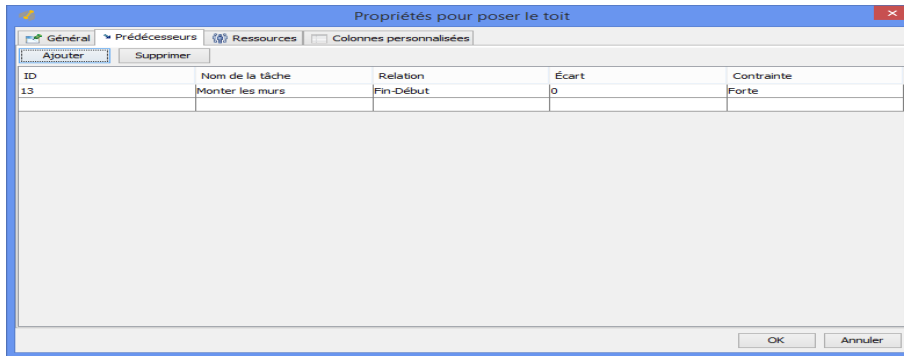 Propriétés pour poser le toit
Général Prédécesseurs Ressources Colonnes personnalisées
Ajouter Supprimer
ID Nom de la tâche Relation Écart Contrainte
13 Monter les murs Fin-Début 0 Forte
OK Annuler